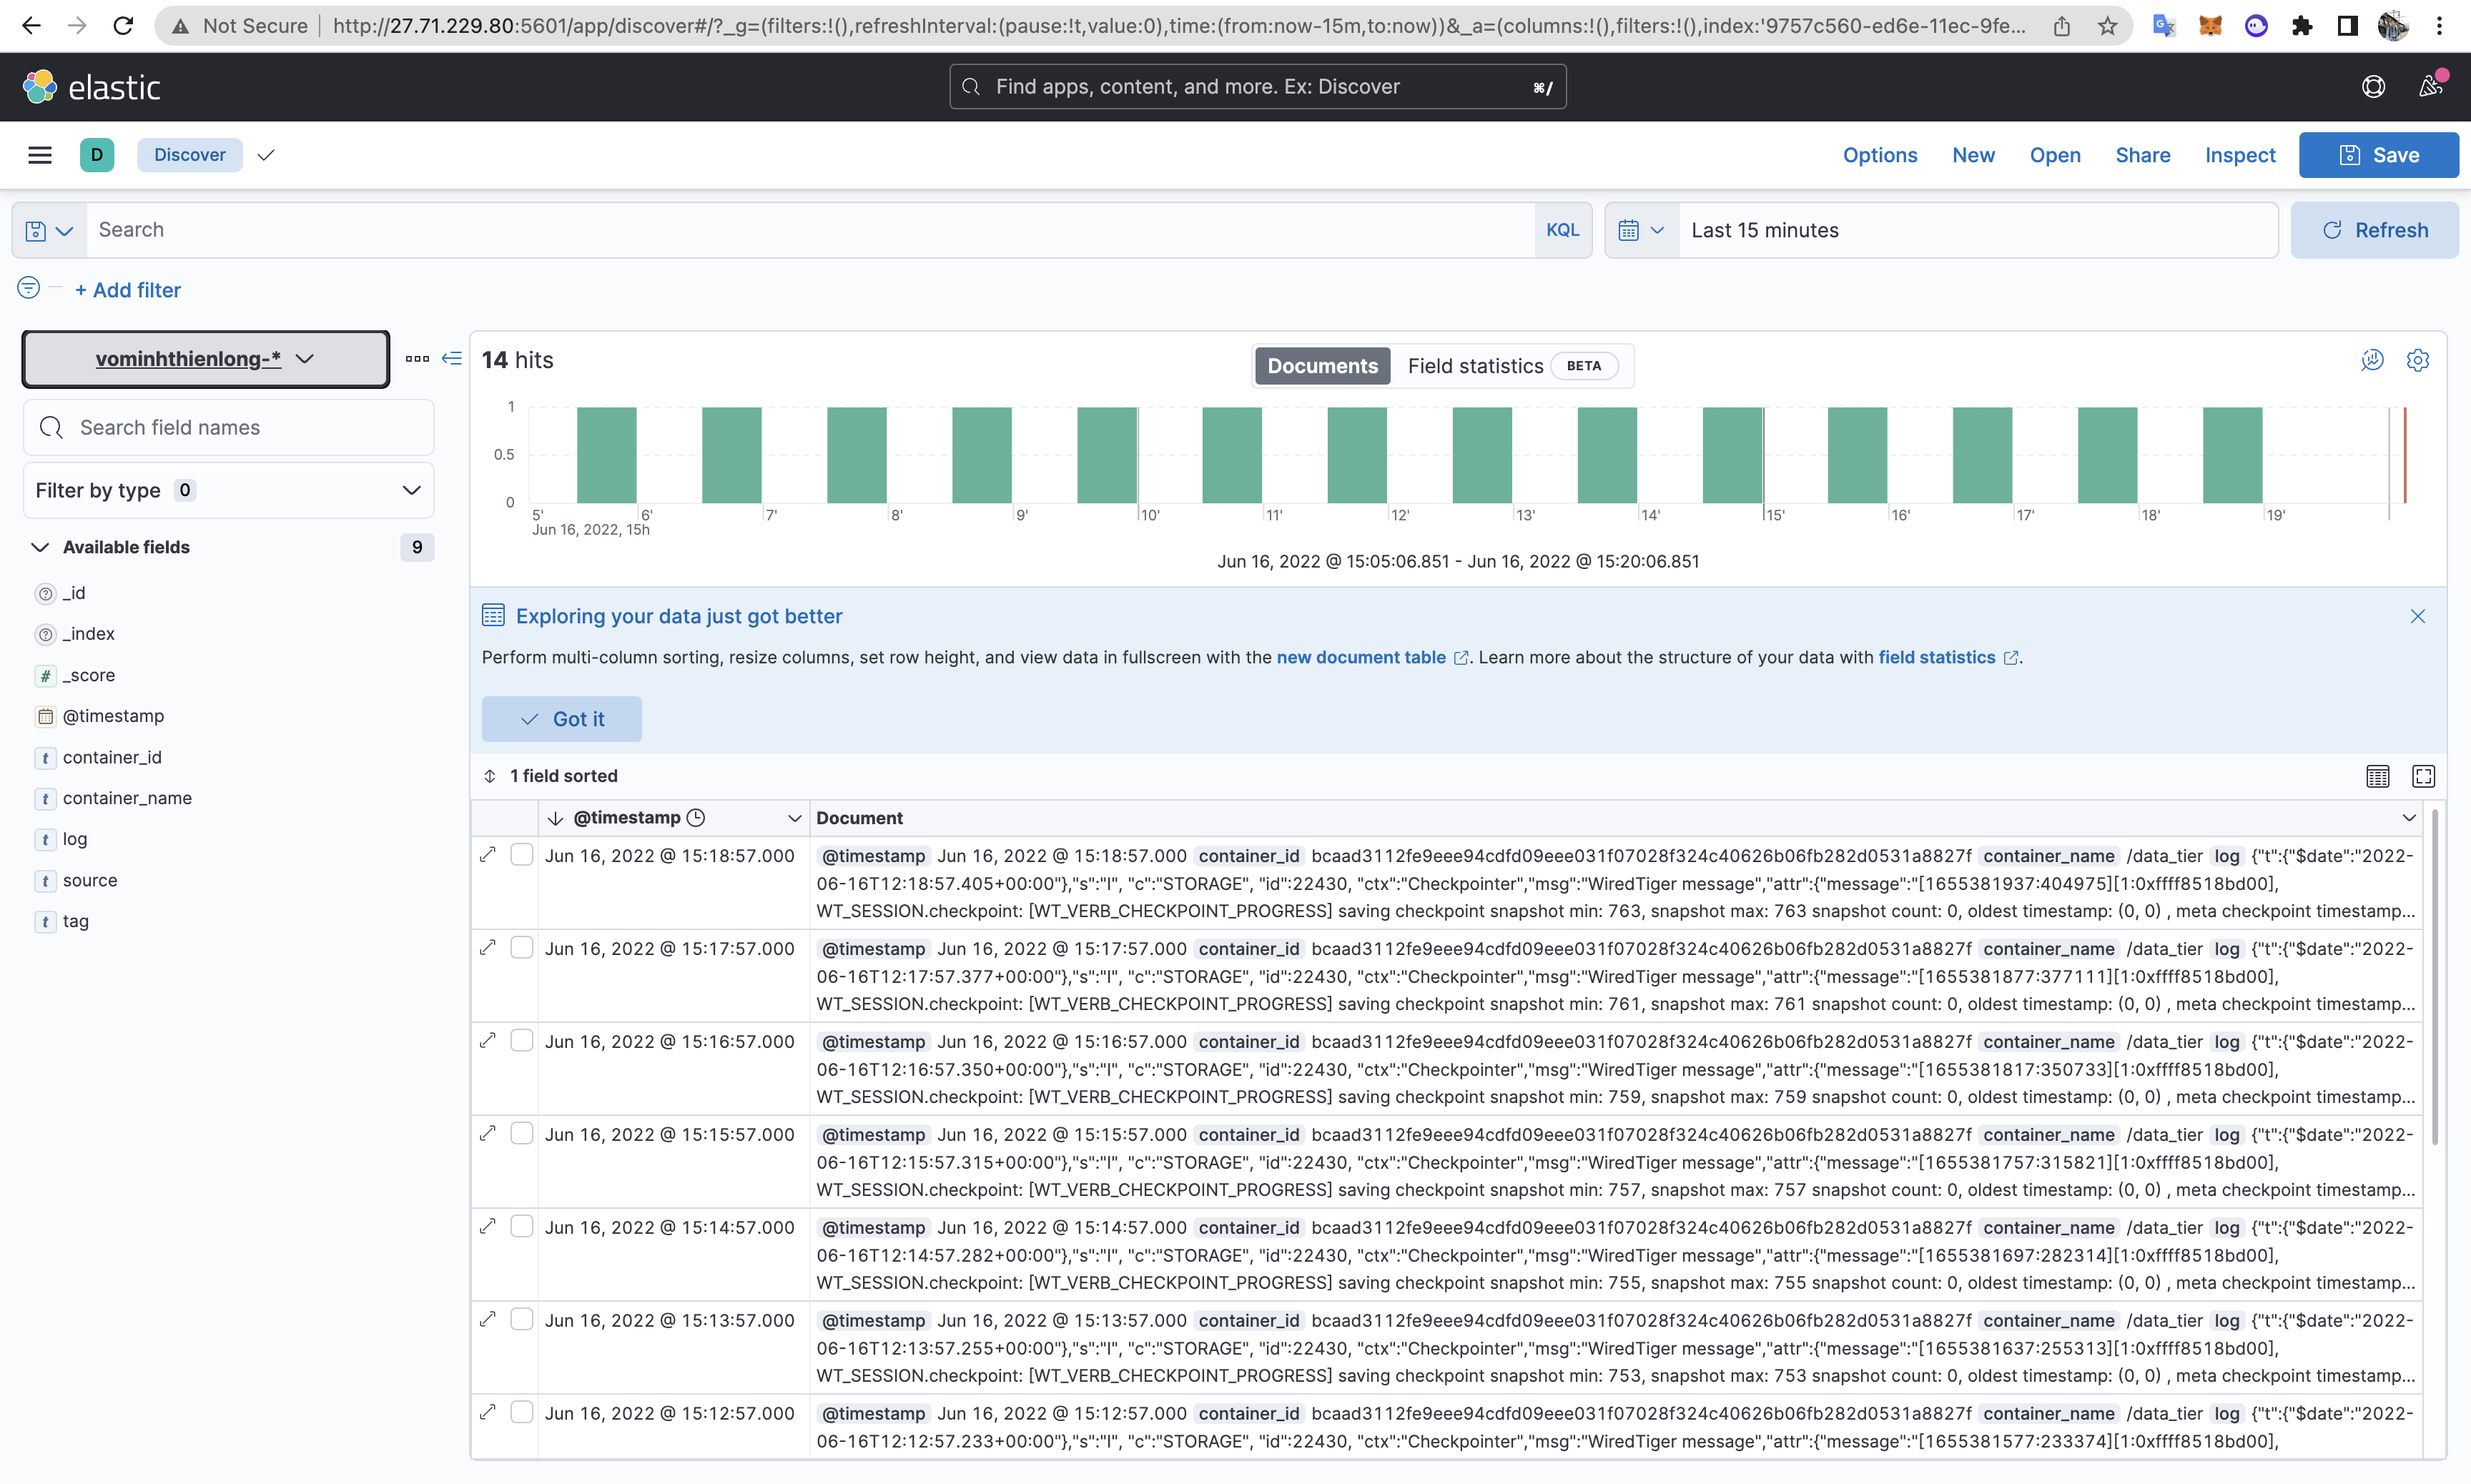 Not Secure http://27.71.229.80:5601/app/discover#/?_g=(filters:!(),refreshInterval:(pause:!t,value:0),time:(from:now-15m,to:now))&_a=(columns:!(),filters:!(),index:'9757c560-ed6e-11ec-9fe...
elastic Find apps, content, and more. Ex: Discover ⌘/
D Discover Options New Open Share Inspect Save
Search KQL Last 15 minutes Refresh
+ Add filter
vominhthienlong-*
Search field names
Filter by type 0
Available fields 9
_id
_index
# _score
@timestamp
t container_id
t container_name
t log
t source
t tag
14 hits Documents Field statistics BETA
1
0.5
0
5' 6' 7' 8' 9' 10' 11' 12' 13' 14' 15' 16' 17' 18' 19'
Jun 16, 2022, 15h
Jun 16, 2022 @ 15:05:06.851 - Jun 16, 2022 @ 15:20:06.851
Exploring your data just got better
Perform multi-column sorting, resize columns, set row height, and view data in fullscreen with the new document table . Learn more about the structure of your data with field statistics .
Got it
1 field sorted
@timestamp Document
Jun 16, 2022 @ 15:18:57.000 @timestamp Jun 16, 2022 @ 15:18:57.000 container_id bcaad3112fe9eee94cdfd09eee031f07028f324c40626b06fb282d0531a8827f container_name /data_tier log {"t":{"$date":"2022-
06-16T12:18:57.405+00:00"},"s":"I", "c":"STORAGE", "id":22430, "ctx":"Checkpointer","msg":"WiredTiger message","attr":{"message":"[1655381937:404975][1:0xffff8518bd00],
WT_SESSION.checkpoint: [WT_VERB_CHECKPOINT_PROGRESS] saving checkpoint snapshot min: 763, snapshot max: 763 snapshot count: 0, oldest timestamp: (0, 0) , meta checkpoint timestamp...
Jun 16, 2022 @ 15:17:57.000 @timestamp Jun 16, 2022 @ 15:17:57.000 container_id bcaad3112fe9eee94cdfd09eee031f07028f324c40626b06fb282d0531a8827f container_name /data_tier log {"t":{"$date":"2022-
06-16T12:17:57.377+00:00"},"s":"I", "c":"STORAGE", "id":22430, "ctx":"Checkpointer","msg":"WiredTiger message","attr":{"message":"[1655381877:377111][1:0xffff8518bd00],
WT_SESSION.checkpoint: [WT_VERB_CHECKPOINT_PROGRESS] saving checkpoint snapshot min: 761, snapshot max: 761 snapshot count: 0, oldest timestamp: (0, 0) , meta checkpoint timestamp...
Jun 16, 2022 @ 15:16:57.000 @timestamp Jun 16, 2022 @ 15:16:57.000 container_id bcaad3112fe9eee94cdfd09eee031f07028f324c40626b06fb282d0531a8827f container_name /data_tier log {"t":{"$date":"2022-
06-16T12:16:57.350+00:00"},"s":"I", "c":"STORAGE", "id":22430, "ctx":"Checkpointer","msg":"WiredTiger message","attr":{"message":"[1655381817:350733][1:0xffff8518bd00],
WT_SESSION.checkpoint: [WT_VERB_CHECKPOINT_PROGRESS] saving checkpoint snapshot min: 759, snapshot max: 759 snapshot count: 0, oldest timestamp: (0, 0) , meta checkpoint timestamp...
Jun 16, 2022 @ 15:15:57.000 @timestamp Jun 16, 2022 @ 15:15:57.000 container_id bcaad3112fe9eee94cdfd09eee031f07028f324c40626b06fb282d0531a8827f container_name /data_tier log {"t":{"$date":"2022-
06-16T12:15:57.315+00:00"},"s":"I", "c":"STORAGE", "id":22430, "ctx":"Checkpointer","msg":"WiredTiger message","attr":{"message":"[1655381757:315821][1:0xffff8518bd00],
WT_SESSION.checkpoint: [WT_VERB_CHECKPOINT_PROGRESS] saving checkpoint snapshot min: 757, snapshot max: 757 snapshot count: 0, oldest timestamp: (0, 0) , meta checkpoint timestamp...
Jun 16, 2022 @ 15:14:57.000 @timestamp Jun 16, 2022 @ 15:14:57.000 container_id bcaad3112fe9eee94cdfd09eee031f07028f324c40626b06fb282d0531a8827f container_name /data_tier log {"t":{"$date":"2022-
06-16T12:14:57.282+00:00"},"s":"I", "c":"STORAGE", "id":22430, "ctx":"Checkpointer","msg":"WiredTiger message","attr":{"message":"[1655381697:282314][1:0xffff8518bd00],
WT_SESSION.checkpoint: [WT_VERB_CHECKPOINT_PROGRESS] saving checkpoint snapshot min: 755, snapshot max: 755 snapshot count: 0, oldest timestamp: (0, 0) , meta checkpoint timestamp...
Jun 16, 2022 @ 15:13:57.000 @timestamp Jun 16, 2022 @ 15:13:57.000 container_id bcaad3112fe9eee94cdfd09eee031f07028f324c40626b06fb282d0531a8827f container_name /data_tier log {"t":{"$date":"2022-
06-16T12:13:57.255+00:00"},"s":"I", "c":"STORAGE", "id":22430, "ctx":"Checkpointer","msg":"WiredTiger message","attr":{"message":"[1655381637:255313][1:0xffff8518bd00],
WT_SESSION.checkpoint: [WT_VERB_CHECKPOINT_PROGRESS] saving checkpoint snapshot min: 753, snapshot max: 753 snapshot count: 0, oldest timestamp: (0, 0) , meta checkpoint timestamp...
Jun 16, 2022 @ 15:12:57.000 @timestamp Jun 16, 2022 @ 15:12:57.000 container_id bcaad3112fe9eee94cdfd09eee031f07028f324c40626b06fb282d0531a8827f container_name /data_tier log {"t":{"$date":"2022-
06-16T12:12:57.233+00:00"},"s":"I", "c":"STORAGE", "id":22430, "ctx":"Checkpointer","msg":"WiredTiger message","attr":{"message":"[1655381577:233374][1:0xffff8518bd00],